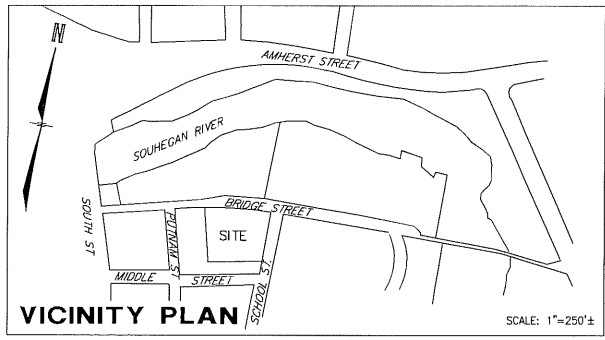 N
AMHERST STREET
SOUHEGAN RIVER
SOUTH ST
PUTNAM ST
BRIDGE STREET
SITE
MIDDLE STREET
SCHOOL ST.
VICINITY PLAN
SCALE: 1"=250'±